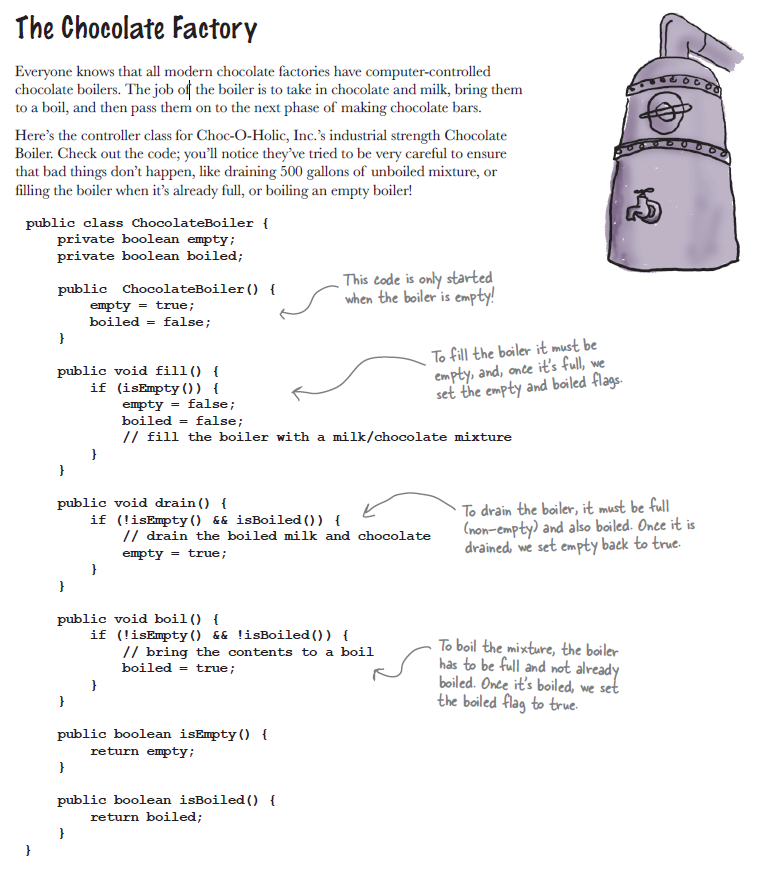 The Chocolate Factory
Everyone knows that all modern chocolate factories have computer-controlled
chocolate boilers. The job of the boiler is to take in chocolate and milk, bring them
to a boil, and then pass them on to the next phase of making chocolate bars.
Here's the controller class for Choc-O-Holic, Inc.'s industrial strength Chocolate
Boiler. Check out the code; you'll notice they've tried to be very careful to ensure
that bad things don't happen, like draining 500 gallons of unboiled mixture, or
filling the boiler when it's already full, or boiling an empty boiler!
public class ChocolateBoiler {
    private boolean empty;
    private boolean boiled;

    public  ChocolateBoiler() {
        empty = true;
        boiled = false;
    }
This code is only started
when the boiler is empty!

    public void fill() {
        if (isEmpty()) {
            empty = false;
            boiled = false;
            // fill the boiler with a milk/chocolate mixture
        }
    }
To fill the boiler it must be
empty, and, once it's full, we
set the empty and boiled flags.

    public void drain() {
        if (!isEmpty() && isBoiled()) {
            // drain the boiled milk and chocolate
            empty = true;
        }
    }
To drain the boiler, it must be full
(non-empty) and also boiled. Once it is
drained, we set empty back to true.

    public void boil() {
        if (!isEmpty() && !isBoiled()) {
            // bring the contents to a boil
            boiled = true;
        }
    }
To boil the mixture, the boiler
has to be full and not already
boiled. Once it's boiled, we set
the boiled flag to true.

    public boolean isEmpty() {
        return empty;
    }

    public boolean isBoiled() {
        return boiled;
    }
}